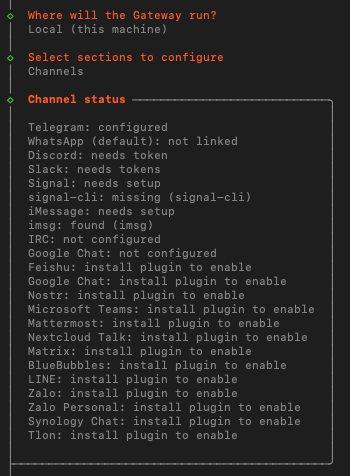 Where will the Gateway run?
Local (this machine)
Select sections to configure
Channels
Channel status
Telegram: configured
WhatsApp (default): not linked
Discord: needs token
Slack: needs tokens
Signal: needs setup
signal-cli: missing (signal-cli)
iMessage: needs setup
imsg: found (imsg)
IRC: not configured
Google Chat: not configured
Feishu: install plugin to enable
Google Chat: install plugin to enable
Nostr: install plugin to enable
Microsoft Teams: install plugin to enable
Mattermost: install plugin to enable
Nextcloud Talk: install plugin to enable
Matrix: install plugin to enable
BlueBubbles: install plugin to enable
LINE: install plugin to enable
Zalo: install plugin to enable
Zalo Personal: install plugin to enable
Synology Chat: install plugin to enable
Tlon: install plugin to enable